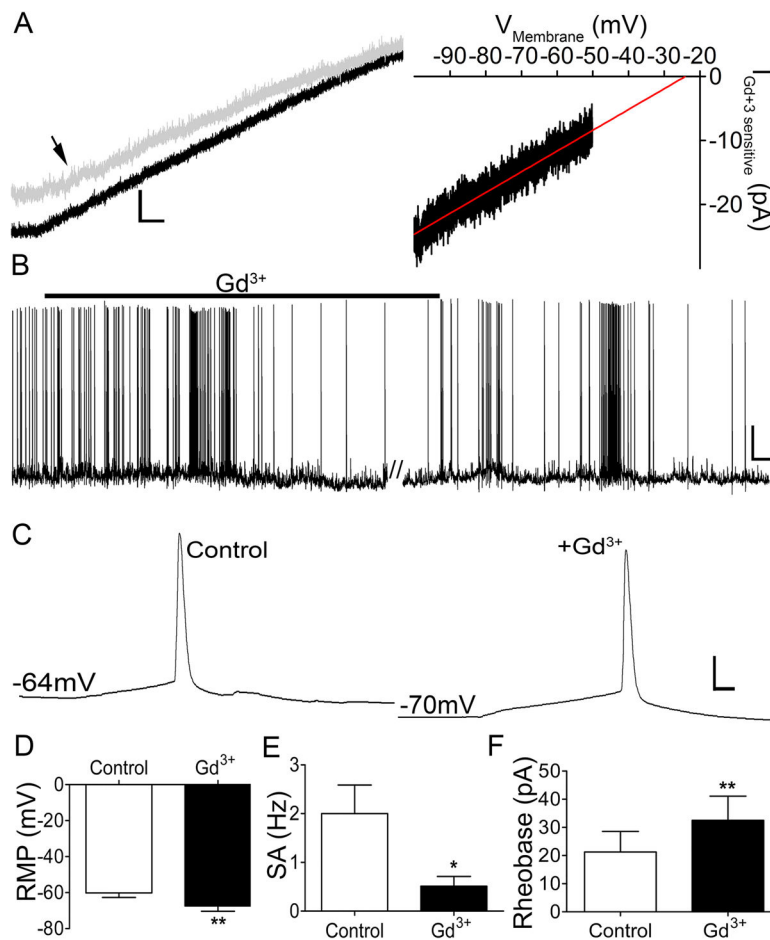 A
V Membrane (mV)
-90 -80 -70 -60 -50 -40 -30 -20
0
-10
-20
I Gd+3 sensitive (pA)
B
Gd³⁺
//
C
Control
+Gd³⁺
-64mV
-70mV
D
Control Gd³⁺
RMP (mV)
0
-20
-40
-60
-80
**
E
SA (Hz)
3
2
1
0
*
Control Gd³⁺
F
Rheobase (pA)
50
40
30
20
10
0
**
Control Gd³⁺